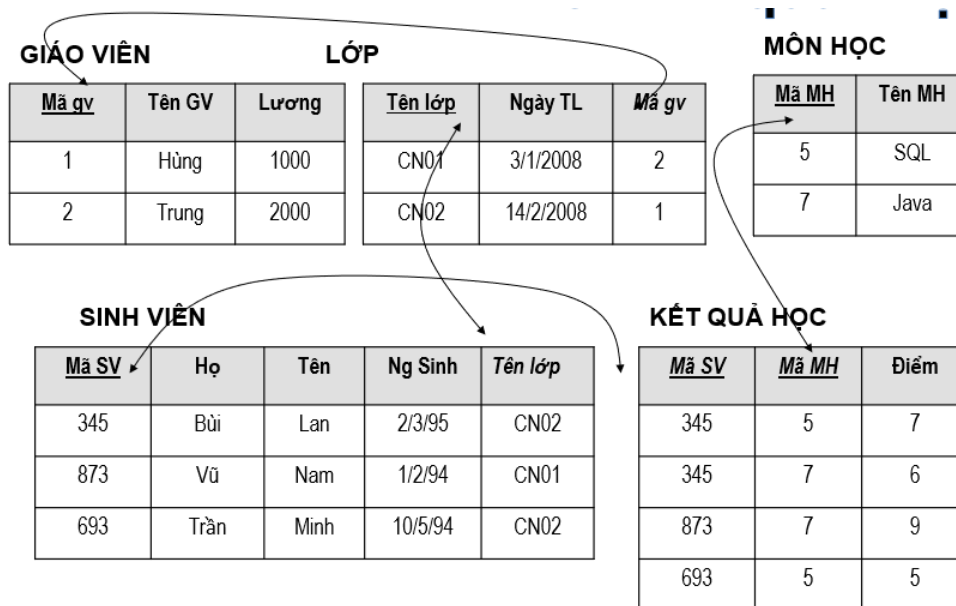 GIÁO VIÊN
Mã gv Tên GV Lương
1 Hùng 1000
2 Trung 2000
LỚP
Tên lớp Ngày TL Mã gv
CN01 3/1/2008 2
CN02 14/2/2008 1
MÔN HỌC
Mã MH Tên MH
5 SQL
7 Java
SINH VIÊN
Mã SV Họ Tên Ng Sinh Tên lớp
345 Bùi Lan 2/3/95 CN02
873 Vũ Nam 1/2/94 CN01
693 Trần Minh 10/5/94 CN02
KẾT QUẢ HỌC
Mã SV Mã MH Điểm
345 5 7
345 7 6
873 7 9
693 5 5